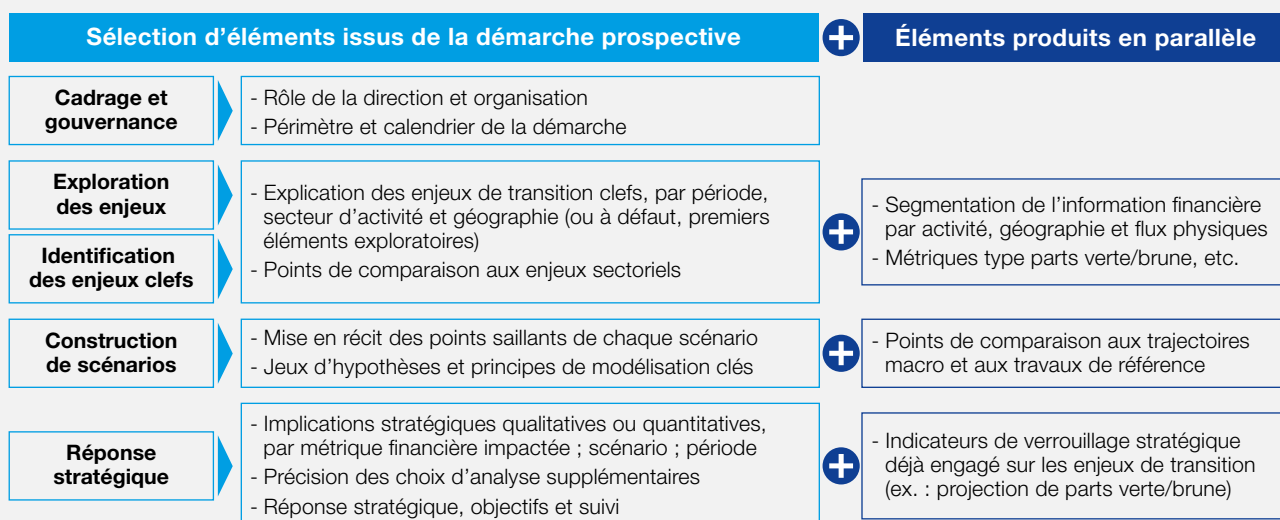 Sélection d’éléments issus de la démarche prospective
Éléments produits en parallèle
Cadrage et
gouvernance
- Rôle de la direction et organisation
- Périmètre et calendrier de la démarche
Exploration
des enjeux
Identification
des enjeux clefs
- Explication des enjeux de transition clefs, par période,
secteur d’activité et géographie (ou à défaut, premiers
éléments exploratoires)
- Points de comparaison aux enjeux sectoriels
- Segmentation de l’information financière
par activité, géographie et flux physiques
- Métriques type parts verte/brune, etc.
Construction
de scénarios
- Mise en récit des points saillants de chaque scénario
- Jeux d’hypothèses et principes de modélisation clés
- Points de comparaison aux trajectoires
macro et aux travaux de référence
Réponse
stratégique
- Implications stratégiques qualitatives ou quantitatives,
par métrique financière impactée ; scénario ; période
- Précision des choix d’analyse supplémentaires
- Réponse stratégique, objectifs et suivi
- Indicateurs de verrouillage stratégique
déjà engagé sur les enjeux de transition
(ex. : projection de parts verte/brune)